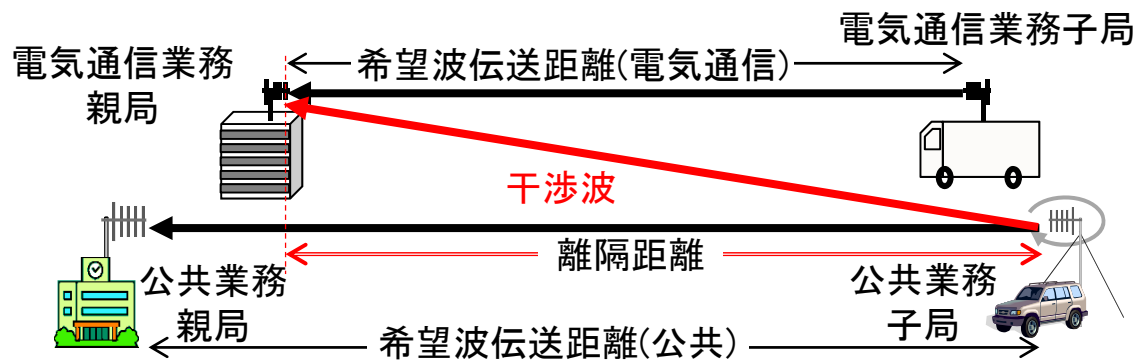 電気通信業務子局
電気通信業務
親局
希望波伝送距離(電気通信)
干渉波
離隔距離
公共業務
親局
公共業務
子局
希望波伝送距離(公共)